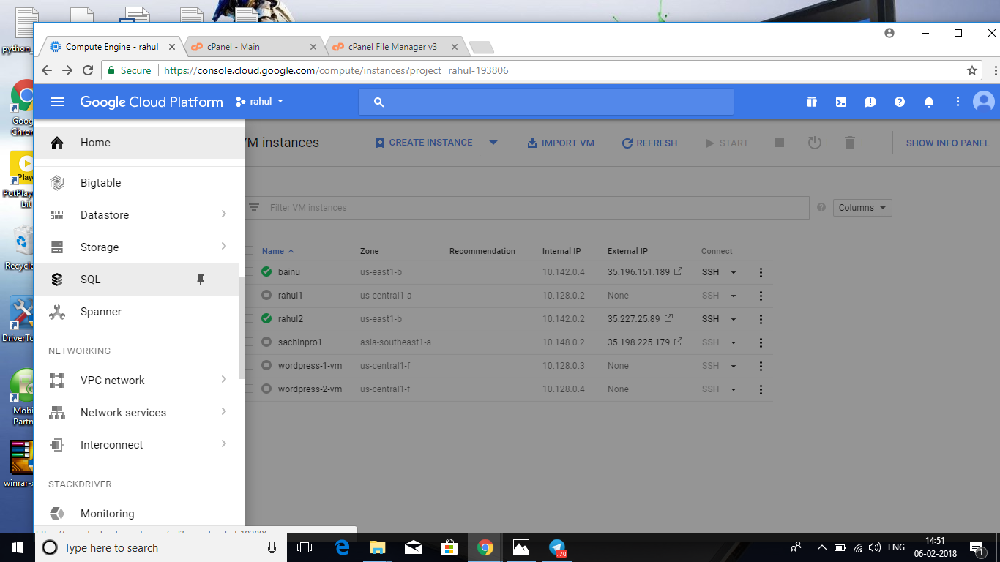 python_
Compute Engine - rahul
cPanel - Main
cPanel File Manager v3
Secure
https://console.cloud.google.com/compute/instances?project=rahul-193806
Google Cloud Platform
rahul
Home
VM instances
CREATE INSTANCE
IMPORT VM
REFRESH
START
SHOW INFO PANEL
Bigtable
Datastore
Storage
SQL
Spanner
NETWORKING
VPC network
Network services
Interconnect
STACKDRIVER
Monitoring
Filter VM instances
Columns
Name Zone Recommendation Internal IP External IP Connect
bainu us-east1-b 10.142.0.4 35.196.151.189 SSH
rahul1 us-central1-a 10.128.0.2 None SSH
rahul2 us-east1-b 10.142.0.2 35.227.25.89 SSH
sachinpro1 asia-southeast1-a 10.148.0.2 35.198.225.179 SSH
wordpress-1-vm us-central1-f 10.128.0.3 None SSH
wordpress-2-vm us-central1-f 10.128.0.4 None SSH
Goog
Chron
Play
PotPlay
bit
Recycle
DriverTo
Mobi
Partn
winrar-x
Type here to search
.70
ENG
14:51
06-02-2018
1